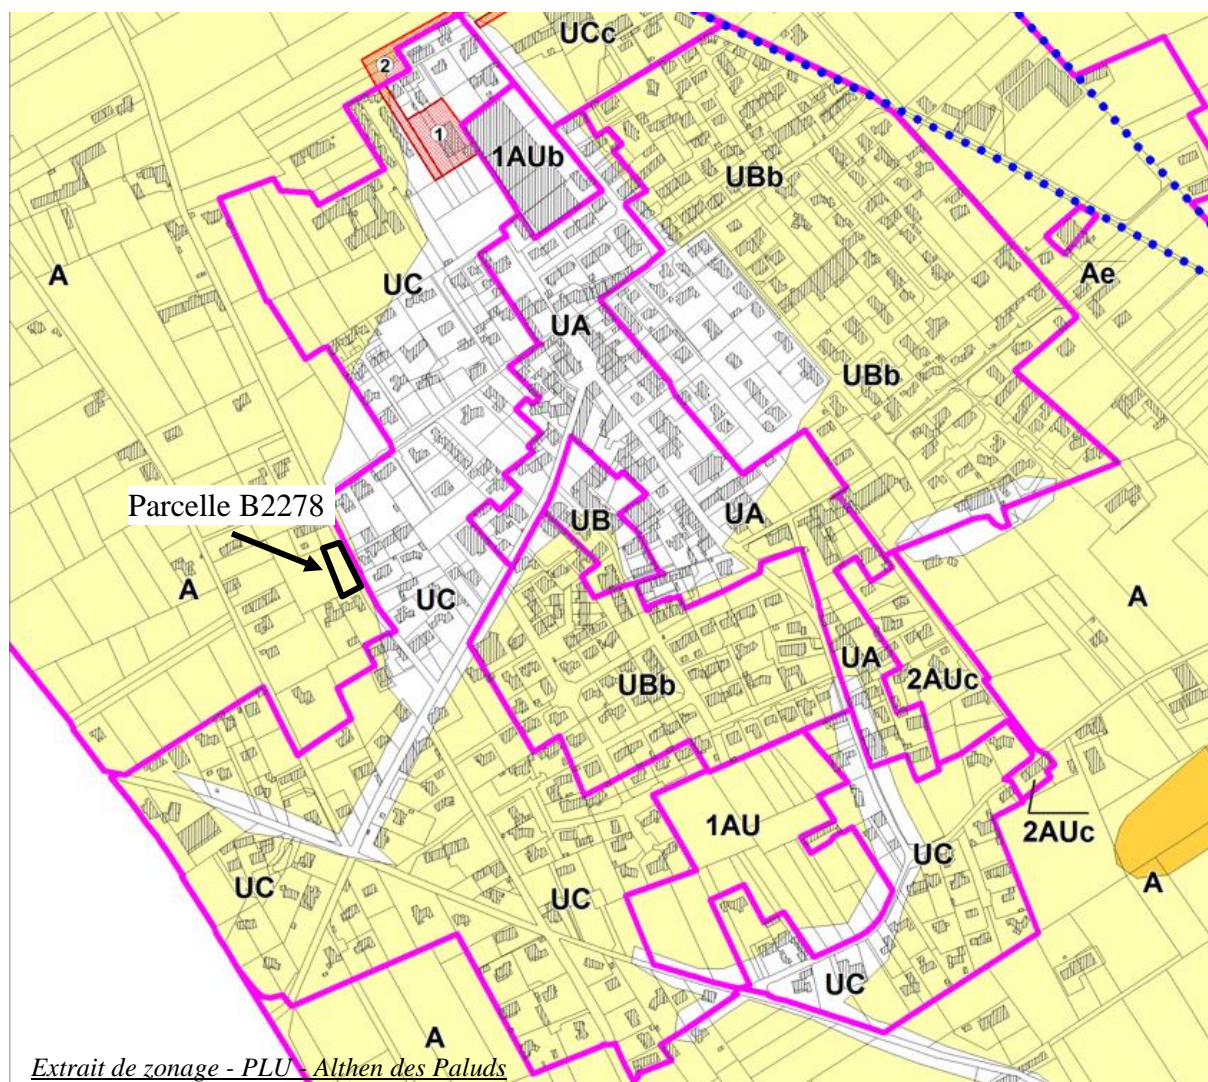 UCc
2
1
1AUb
UBb
A
UC
Ae
UA
UBb
Parcelle B2278
UB
UA
A
UC
A
UA
2AUc
UBb
1AU
2AUc
UC
UC
UC
A
UC
A
Extrait de zonage - PLU - Althen des Paluds